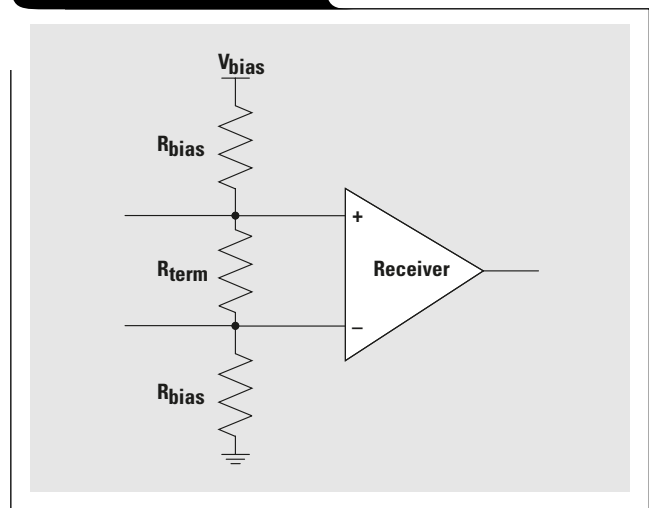 Vbias
Rbias
+
Rterm
Receiver
–
Rbias